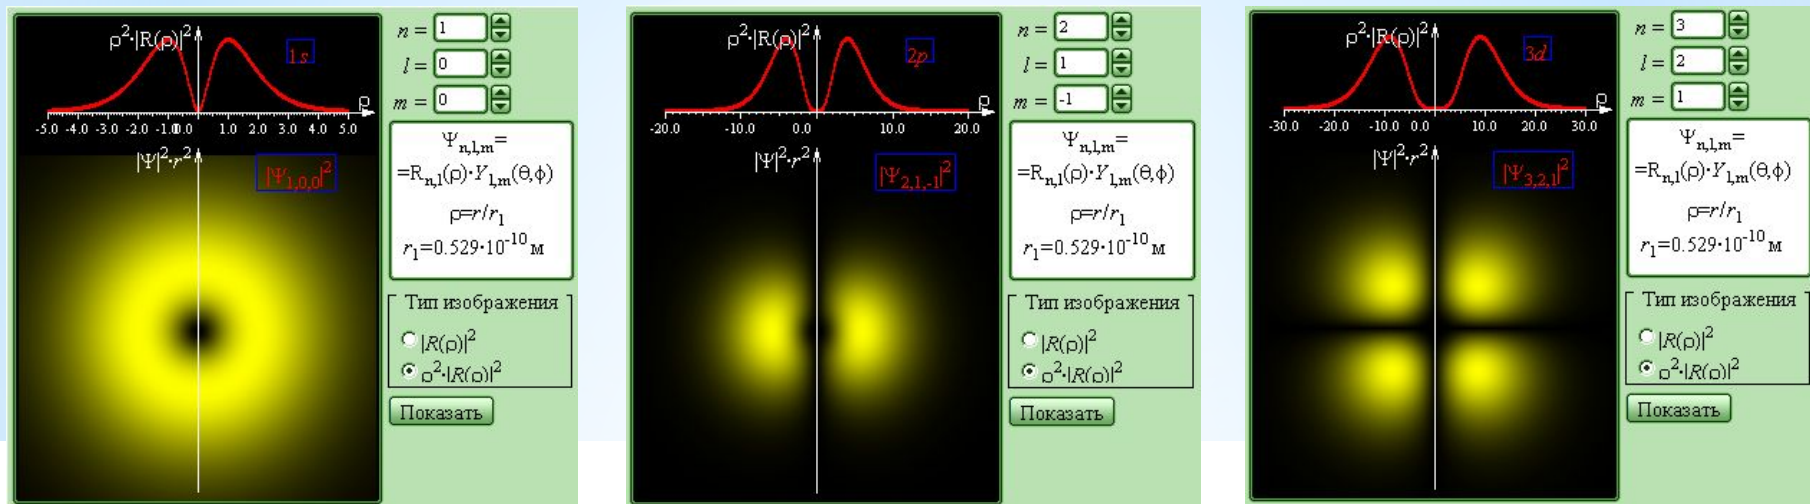 ρ²·|R(ρ)|²
1s
ρ
-5.0 -4.0 -3.0 -2.0 -1.0 0.0 1.0 2.0 3.0 4.0 5.0
|Ψ|²·r²
|Ψ1,0,0|²
n = 1
l = 0
m = 0
Ψn,l,m=
=Rn,l(ρ)·Yl,m(θ,ϕ)
ρ=r/r1
r1=0.529·10⁻¹⁰ м
Тип изображения
|R(ρ)|²
ρ²·|R(ρ)|²
Показать
ρ²·|R(ρ)|²
2p
ρ
-20.0 -10.0 0.0 10.0 20.0
|Ψ|²·r²
|Ψ2,1,-1|²
n = 2
l = 1
m = -1
Ψn,l,m=
=Rn,l(ρ)·Yl,m(θ,ϕ)
ρ=r/r1
r1=0.529·10⁻¹⁰ м
Тип изображения
|R(ρ)|²
ρ²·|R(ρ)|²
Показать
ρ²·|R(ρ)|²
3d
ρ
-30.0 -20.0 -10.0 0.0 10.0 20.0 30.0
|Ψ|²·r²
|Ψ3,2,1|²
n = 3
l = 2
m = 1
Ψn,l,m=
=Rn,l(ρ)·Yl,m(θ,ϕ)
ρ=r/r1
r1=0.529·10⁻¹⁰ м
Тип изображения
|R(ρ)|²
ρ²·|R(ρ)|²
Показать